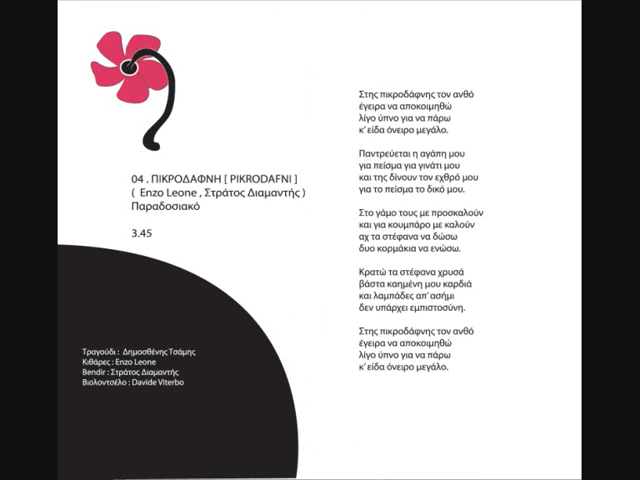 04 . ΠΙΚΡΟΔΑΦΝΗ [ PIKRODAFNI ]
( Enzo Leone , Στράτος Διαμαντής )
Παραδοσιακό
3.45
Τραγούδι : Δημοσθένης Τσάμης
Κιθάρες : Enzo Leone
Bendir : Στράτος Διαμαντής
Βιολοντσέλο : Davide Viterbo
Στης πικροδάφνης τον ανθό
έγειρα να αποκοιμηθώ
λίγο ύπνο για να πάρω
κ' είδα όνειρο μεγάλο.
Παντρεύεται η αγάπη μου
για πείσμα για γινάτι μου
και της δίνουν τον εχθρό μου
για το πείσμα το δικό μου.
Στο γάμο τους με προσκαλούν
και για κουμπάρο με καλούν
αχ τα στέφανα να δώσω
δυο κορμάκια να ενώσω.
Κρατώ τα στέφανα χρυσά
βάστα καημένη μου καρδιά
και λαμπάδες απ' ασήμι
δεν υπάρχει εμπιστοσύνη.
Στης πικροδάφνης τον ανθό
έγειρα να αποκοιμηθώ
λίγο ύπνο για να πάρω
κ' είδα όνειρο μεγάλο.